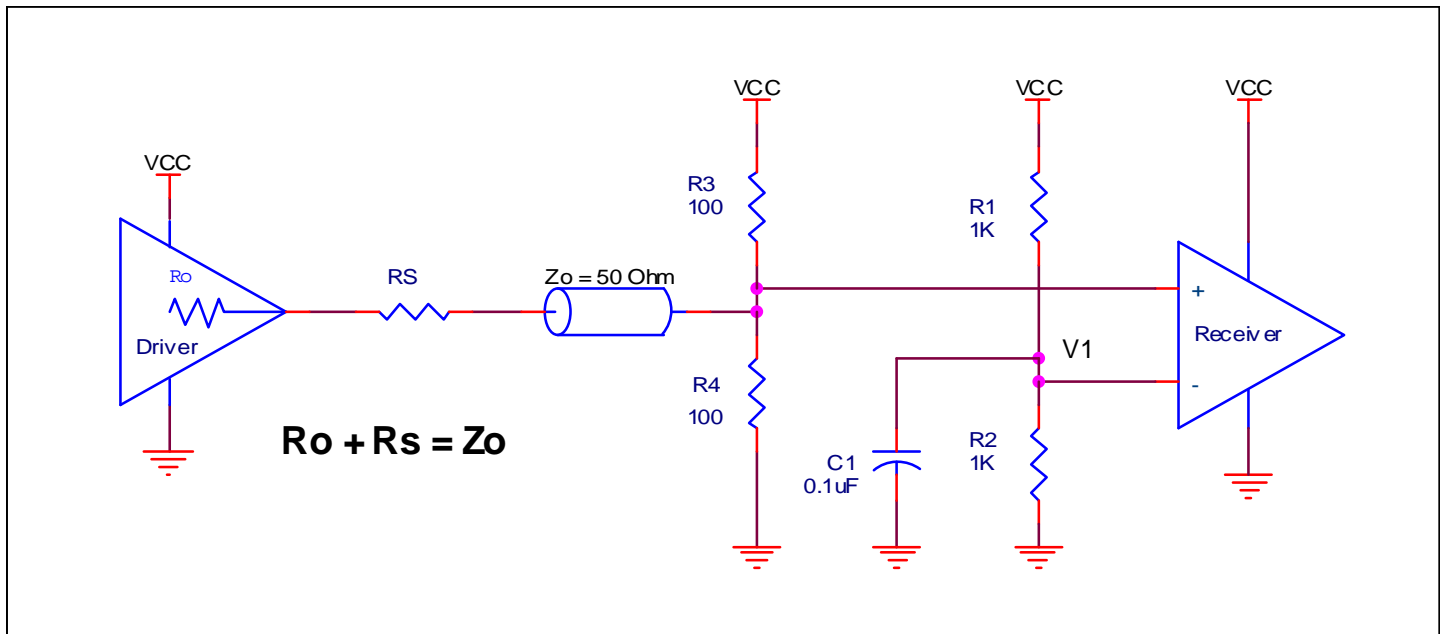 VCC
VCC
VCC
VCC
R3
100
R1
1K
Ro
RS
Zo = 50 Ohm
+
Driver
Receiver
V1
R4
100
-
Ro + Rs = Zo
C1
0.1uF
R2
1K